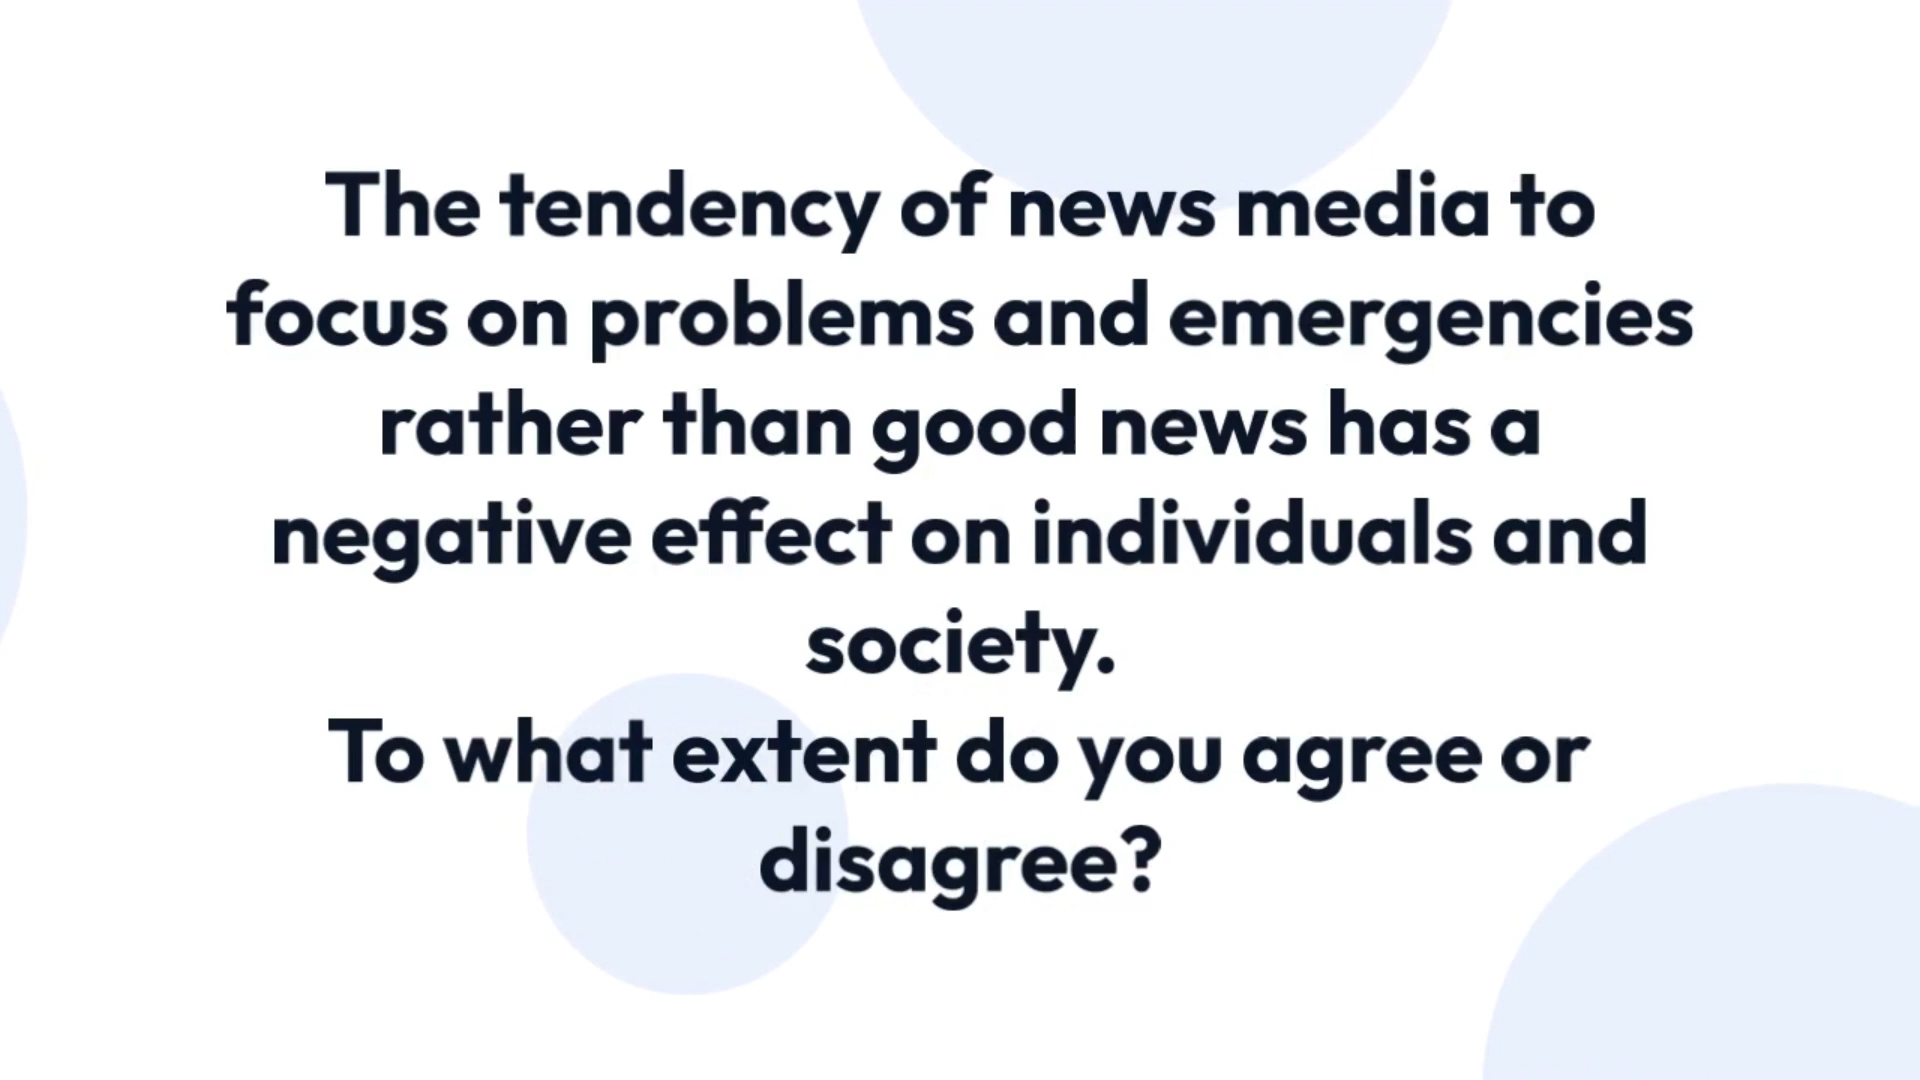 The tendency of news media to
focus on problems and emergencies
rather than good news has a
negative effect on individuals and
society.
To what extent do you agree or
disagree?